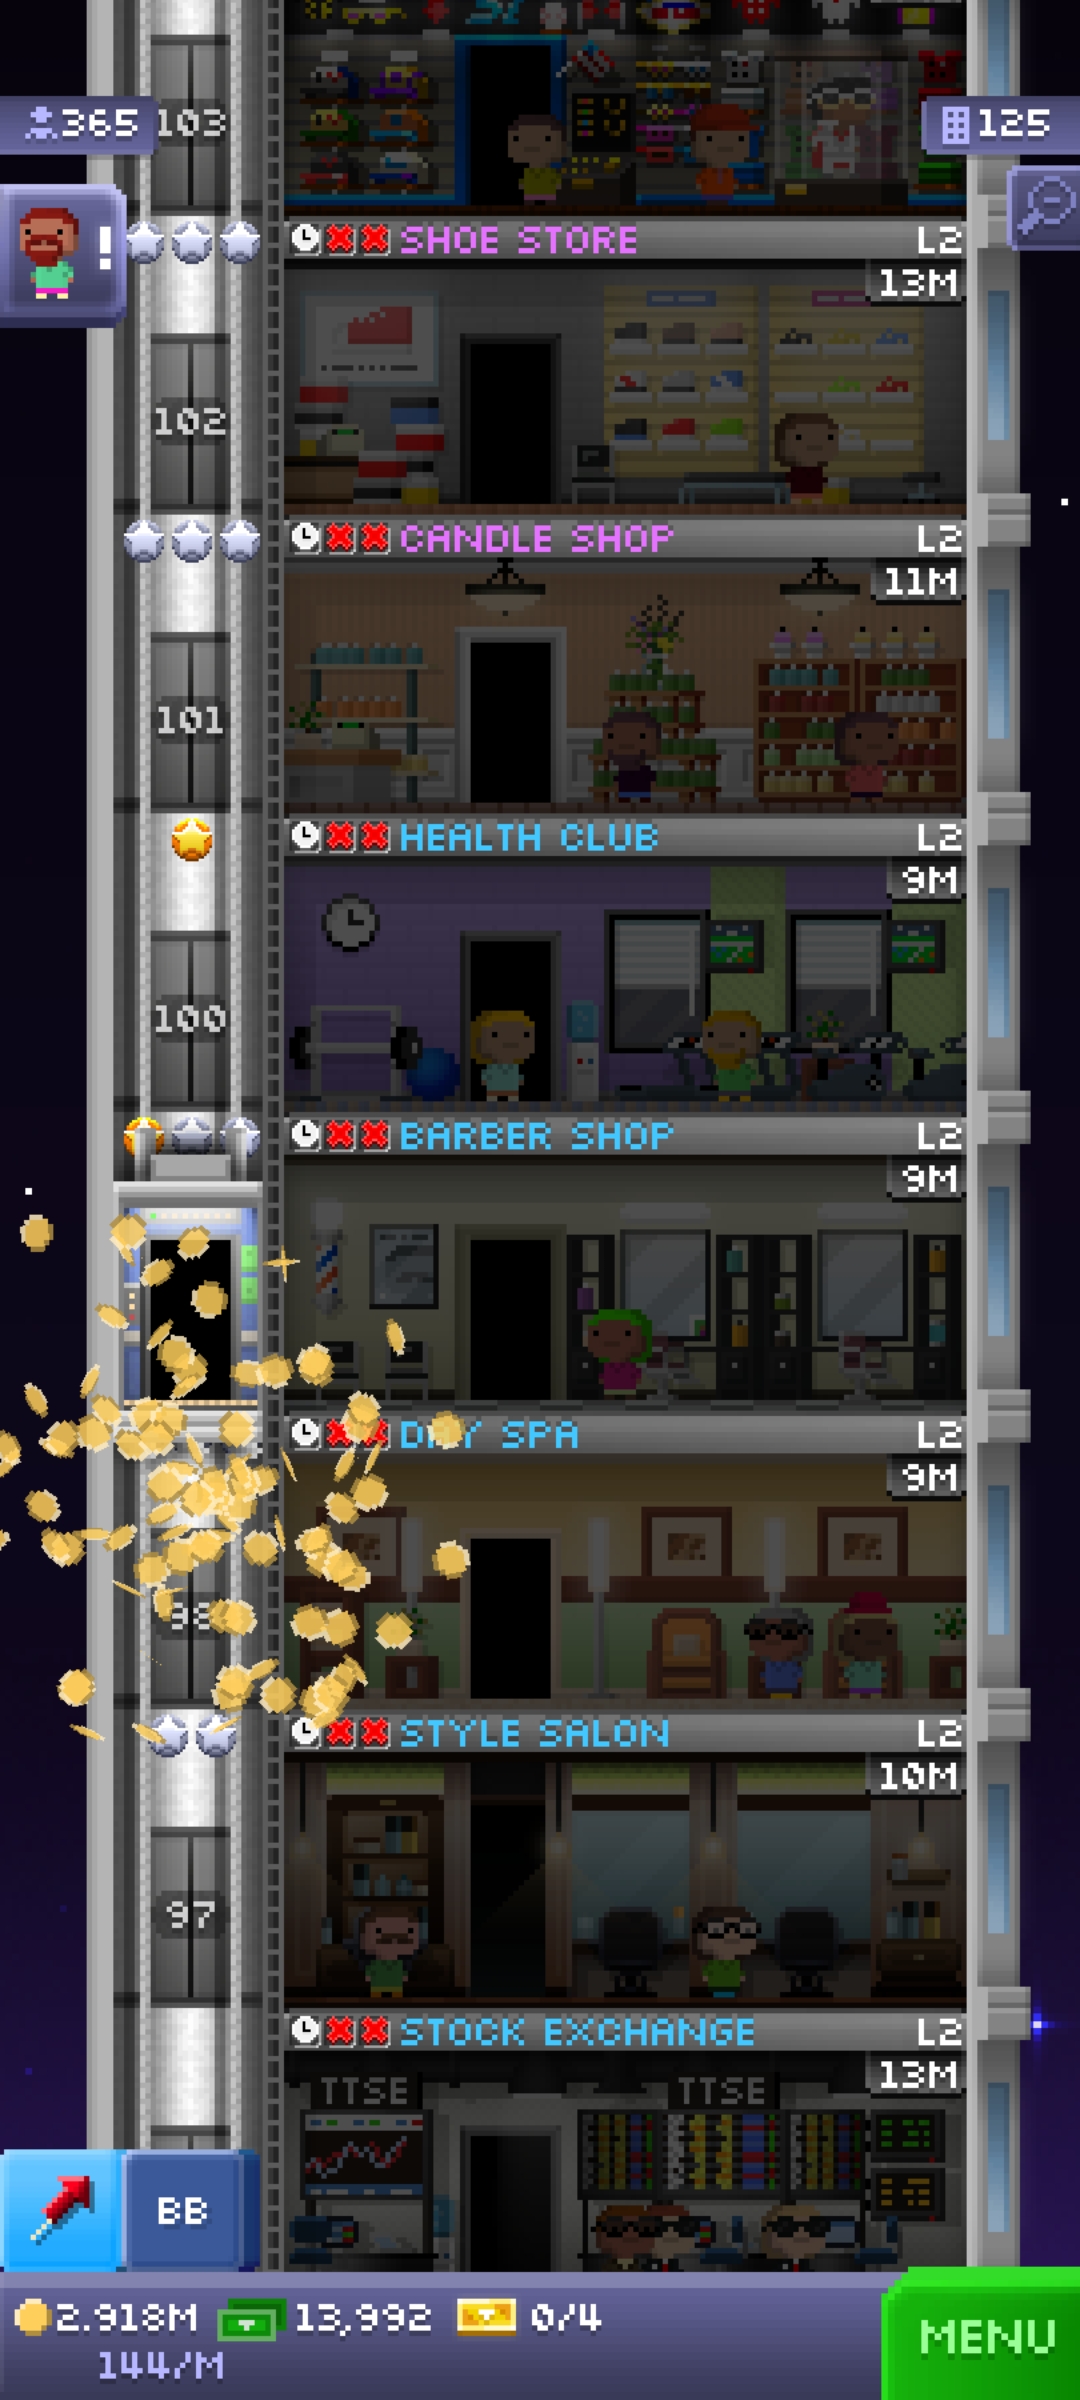 365
103
125
!
SHOE STORE L2
13M
102
CANDLE SHOP L2
11M
101
HEALTH CLUB L2
9M
100
BARBER SHOP L2
9M
DAY SPA L2
9M
98
STYLE SALON L2
10M
97
STOCK EXCHANGE L2
13M
TTSE TTSE
BB
2.918M 13,992 0/4
144/M
MENU